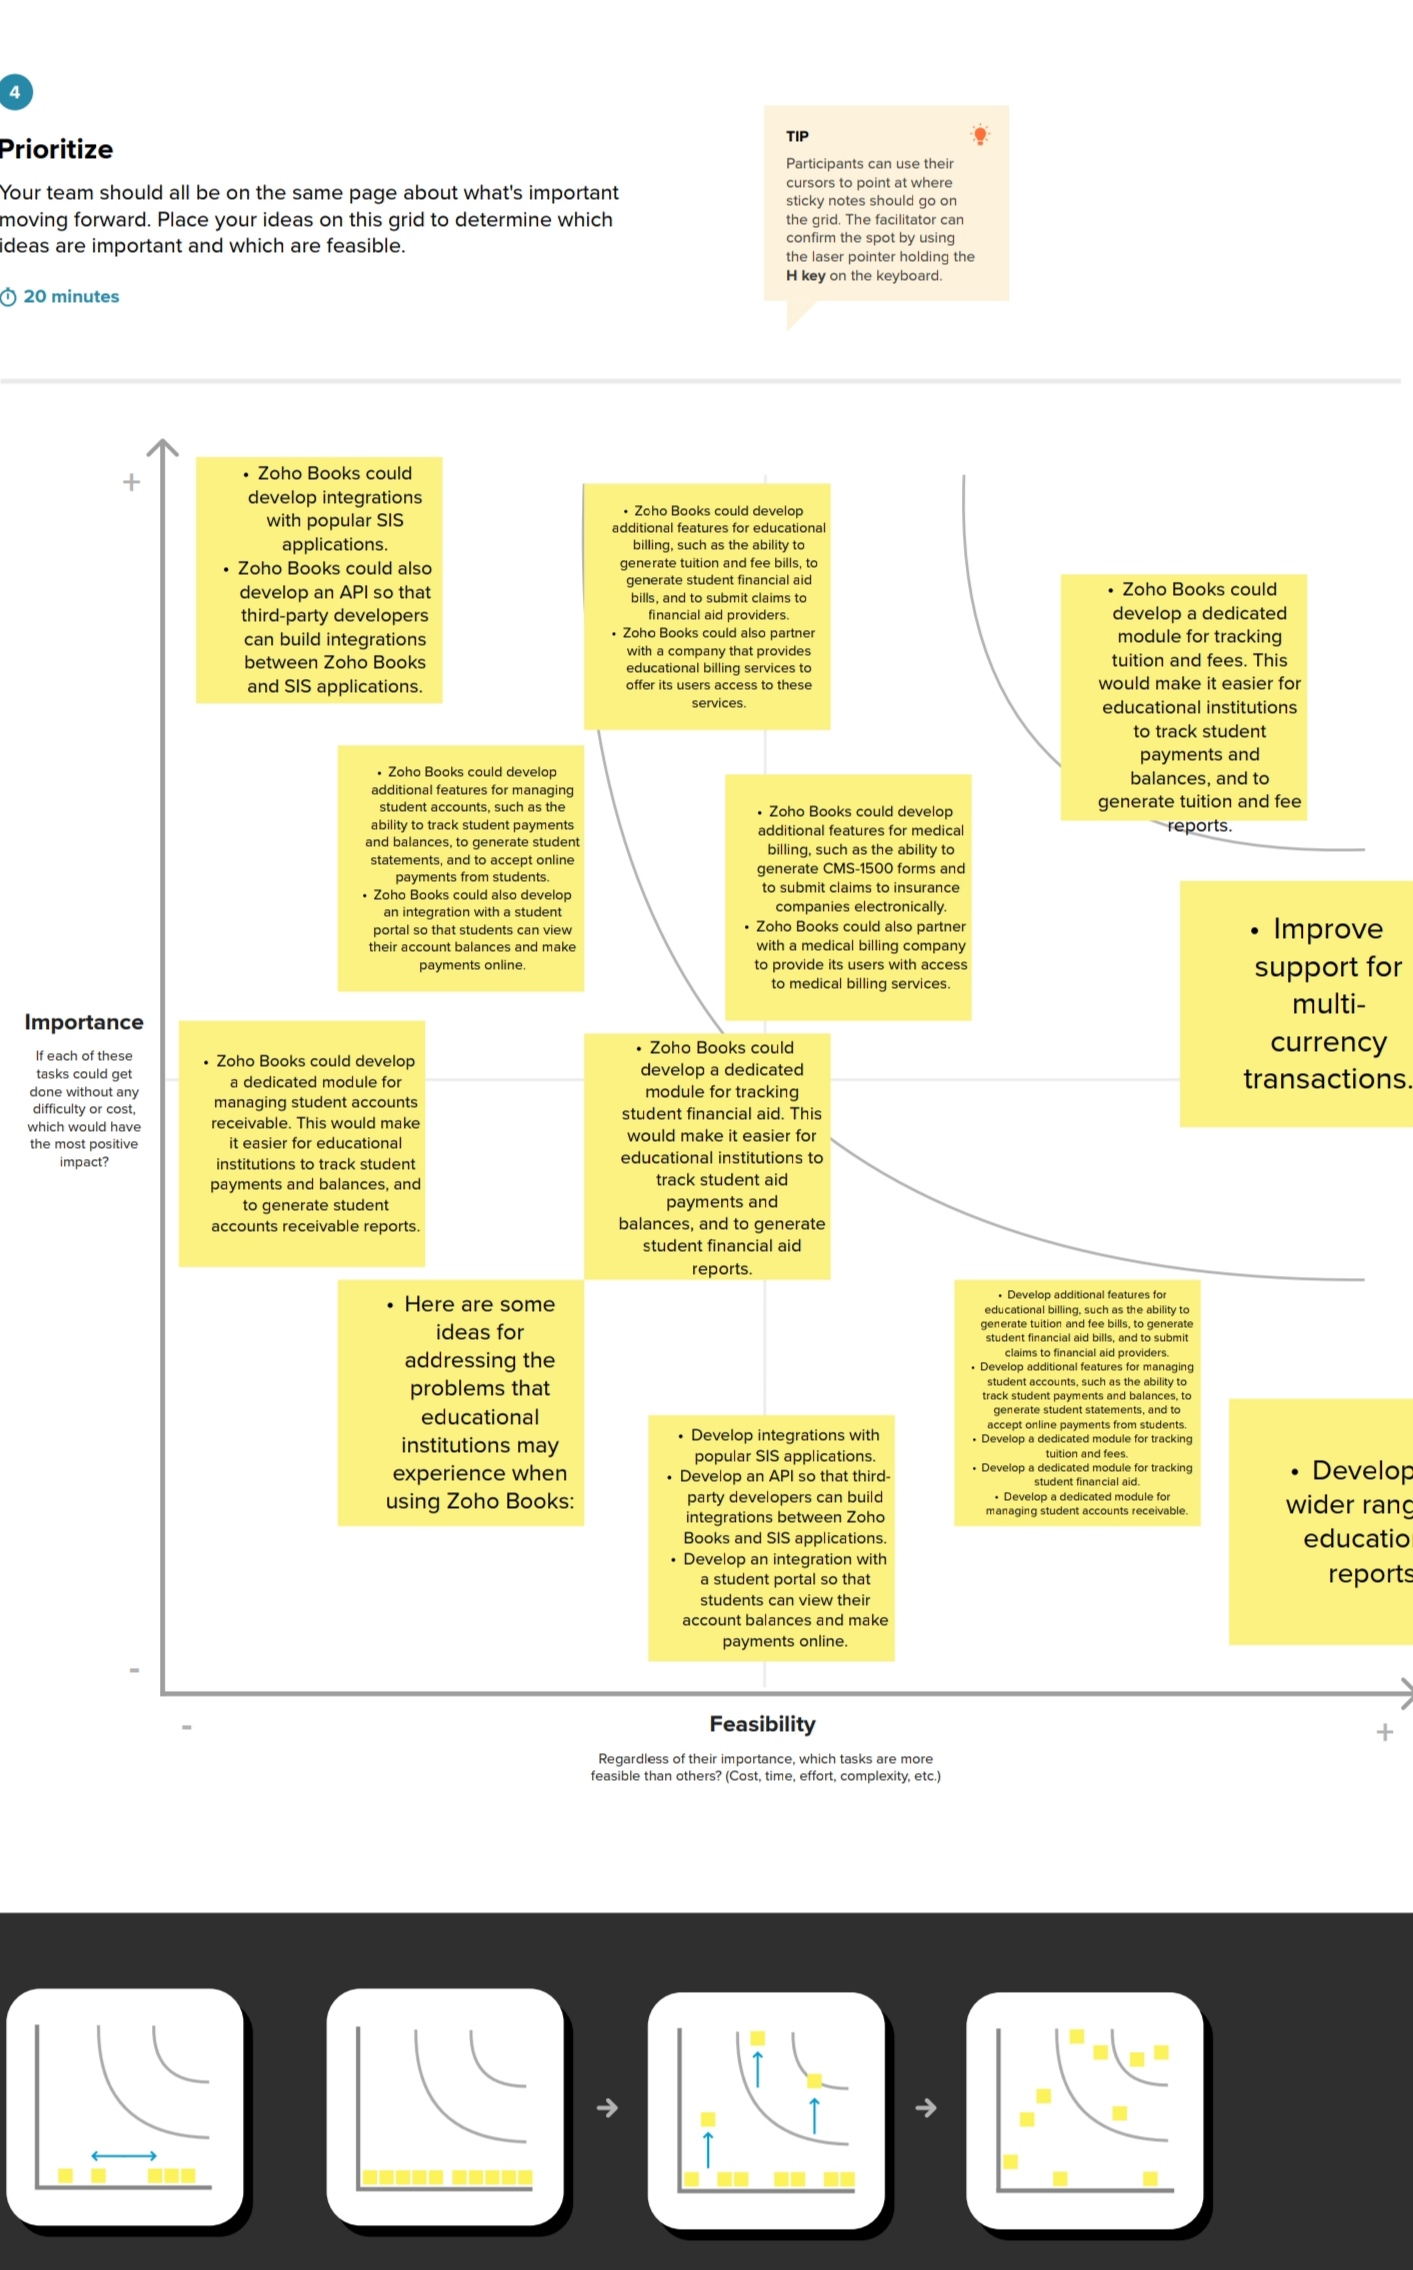 4
Prioritize
Your team should all be on the same page about what's important
moving forward. Place your ideas on this grid to determine which
ideas are important and which are feasible.
20 minutes
TIP
Participants can use their
cursors to point at where
sticky notes should go on
the grid. The facilitator can
confirm the spot by using
the laser pointer holding the
H key on the keyboard.
+
• Zoho Books could
develop integrations
with popular SIS
applications.
• Zoho Books could also
develop an API so that
third-party developers
can build integrations
between Zoho Books
and SIS applications.
• Zoho Books could develop
additional features for educational
billing, such as the ability to
generate tuition and fee bills, to
generate student financial aid
bills, and to submit claims to
financial aid providers.
• Zoho Books could also partner
with a company that provides
educational billing services to
offer its users access to these
services.
• Zoho Books could
develop a dedicated
module for tracking
tuition and fees. This
would make it easier for
educational institutions
to track student
payments and
balances, and to
generate tuition and fee
reports.
• Zoho Books could develop
additional features for managing
student accounts, such as the
ability to track student payments
and balances, to generate student
statements, and to accept online
payments from students.
• Zoho Books could also develop
an integration with a student
portal so that students can view
their account balances and make
payments online.
• Zoho Books could develop
additional features for medical
billing, such as the ability to
generate CMS-1500 forms and
to submit claims to insurance
companies electronically.
• Zoho Books could also partner
with a medical billing company
to provide its users with access
to medical billing services.
• Improve
support for
multi-
currency
transactions.
Importance
If each of these
tasks could get
done without any
difficulty or cost,
which would have
the most positive
impact?
• Zoho Books could develop
a dedicated module for
managing student accounts
receivable. This would make
it easier for educational
institutions to track student
payments and balances, and
to generate student
accounts receivable reports.
• Zoho Books could
develop a dedicated
module for tracking
student financial aid. This
would make it easier for
educational institutions to
track student aid
payments and
balances, and to generate
student financial aid
reports.
• Here are some
ideas for
addressing the
problems that
educational
institutions may
experience when
using Zoho Books:
• Develop integrations with
popular SIS applications.
• Develop an API so that third-
party developers can build
integrations between Zoho
Books and SIS applications.
• Develop an integration with
a student portal so that
students can view their
account balances and make
payments online.
• Develop additional features for
educational billing, such as the ability to
generate tuition and fee bills, to generate
student financial aid bills, and to submit
claims to financial aid providers.
• Develop additional features for managing
student accounts, such as the ability to
track student payments and balances, to
generate student statements, and to
accept online payments from students.
• Develop a dedicated module for tracking
tuition and fees.
• Develop a dedicated module for tracking
student financial aid.
• Develop a dedicated module for
managing student accounts receivable.
• Develop
wider rang
educatio
reports
-
-
Feasibility
+
Regardless of their importance, which tasks are more
feasible than others? (Cost, time, effort, complexity, etc.)